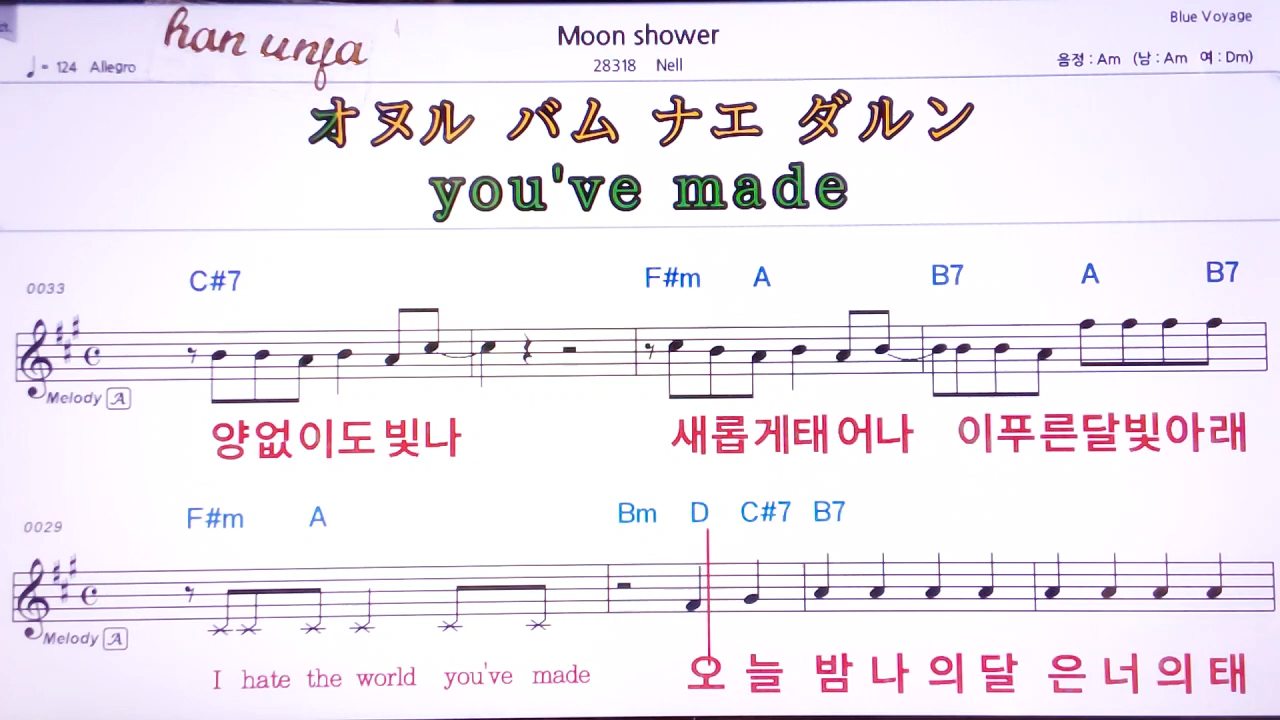 Blue Voyage
han unfa
Moon shower
♩= 124 Allegro
28318 Nell
음정 : Am (남 : Am 여 : Dm)
オヌル バム ナエ ダルン
you've made
0033
C#7 F#m A B7 A B7
Melody A
양없이도빛나 새롭게태어나 이푸른달빛아래
0029
F#m A Bm D C#7 B7
Melody A
I hate the world you've made 오늘 밤나의달 은너의태